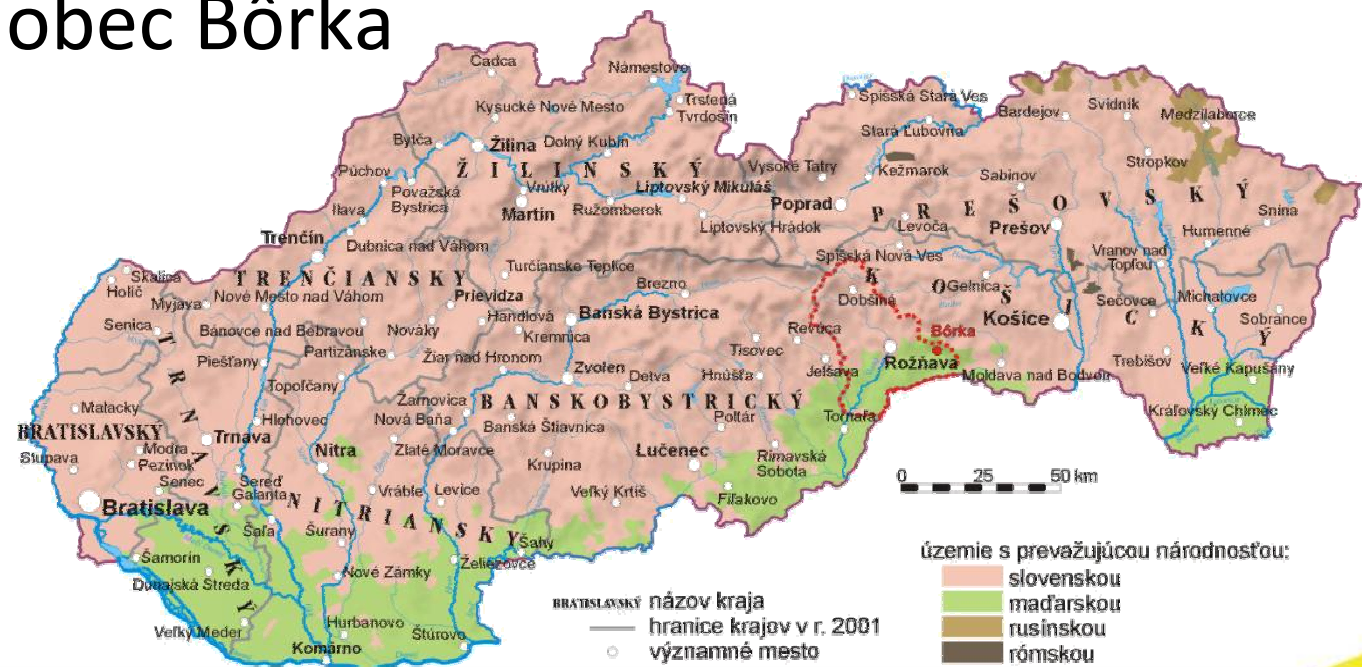 obec Bôrka
Čadca
Námestovo
Kysucké Nové Mesto
Trstená
Tvrdošín
Spišská Stará Ves
Bardejov
Svidník
Medzilaborce
Bytča
Žilina
Dolný Kubín
Stará Ľubovňa
Stropkov
Púchov
ŽILINSKÝ
Vysoké Tatry
Kežmarok
Sabinov
Považská
Bystrica
Vrútky
Liptovský Mikuláš
Poprad
PREŠOVSKÝ
Ilava
Martin
Ružomberok
Liptovský Hrádok
Levoča
Prešov
Snina
Humenné
Trenčín
Dubnica nad Váhom
Spišská Nová Ves
Vranov nad
Topľou
Skalica
Holíč
TRENČIANSKY
Turčianske Teplice
Brezno
Dobšiná
KOŠICKÝ
Gelnica
Sečovce
Michalovce
Myjava
Nové Mesto nad Váhom
Prievidza
Handlová
Banská Bystrica
Košice
Sobrance
Senica
Bánovce nad Bebravou
Nováky
Kremnica
Revúca
Bôrka
Piešťany
Partizánske
Žiar nad Hronom
Tisovec
Rožňava
Trebišov
Veľké Kapušany
Topoľčany
Zvolen
Detva
Hnúšťa
Jelšava
Moldava nad Bodvou
Malacky
TRNAVSKÝ
Hlohovec
Žarnovica
Nová Baňa
BANSKOBYSTRICKÝ
Poltár
Tornaľa
Kráľovský Chlmec
BRATISLAVSKÝ
Stupava
Modra
Pezinok
Trnava
Nitra
Zlaté Moravce
Banská Štiavnica
Krupina
Lučenec
Rimavská
Sobota
Senec
Sereď
Galanta
NITRIANSKY
Vráble
Levice
Veľký Krtíš
Fiľakovo
0 25 50 km
Bratislava
Šaľa
Šurany
Šahy
Šamorín
Dunajská Streda
Nové Zámky
Želiezovce
Veľký Meder
Hurbanovo
Štúrovo
Komárno
BRATISLAVSKÝ názov kraja
hranice krajov v r. 2001
významné mesto
územie s prevažujúcou národnosťou:
slovenskou
maďarskou
rusínskou
rómskou